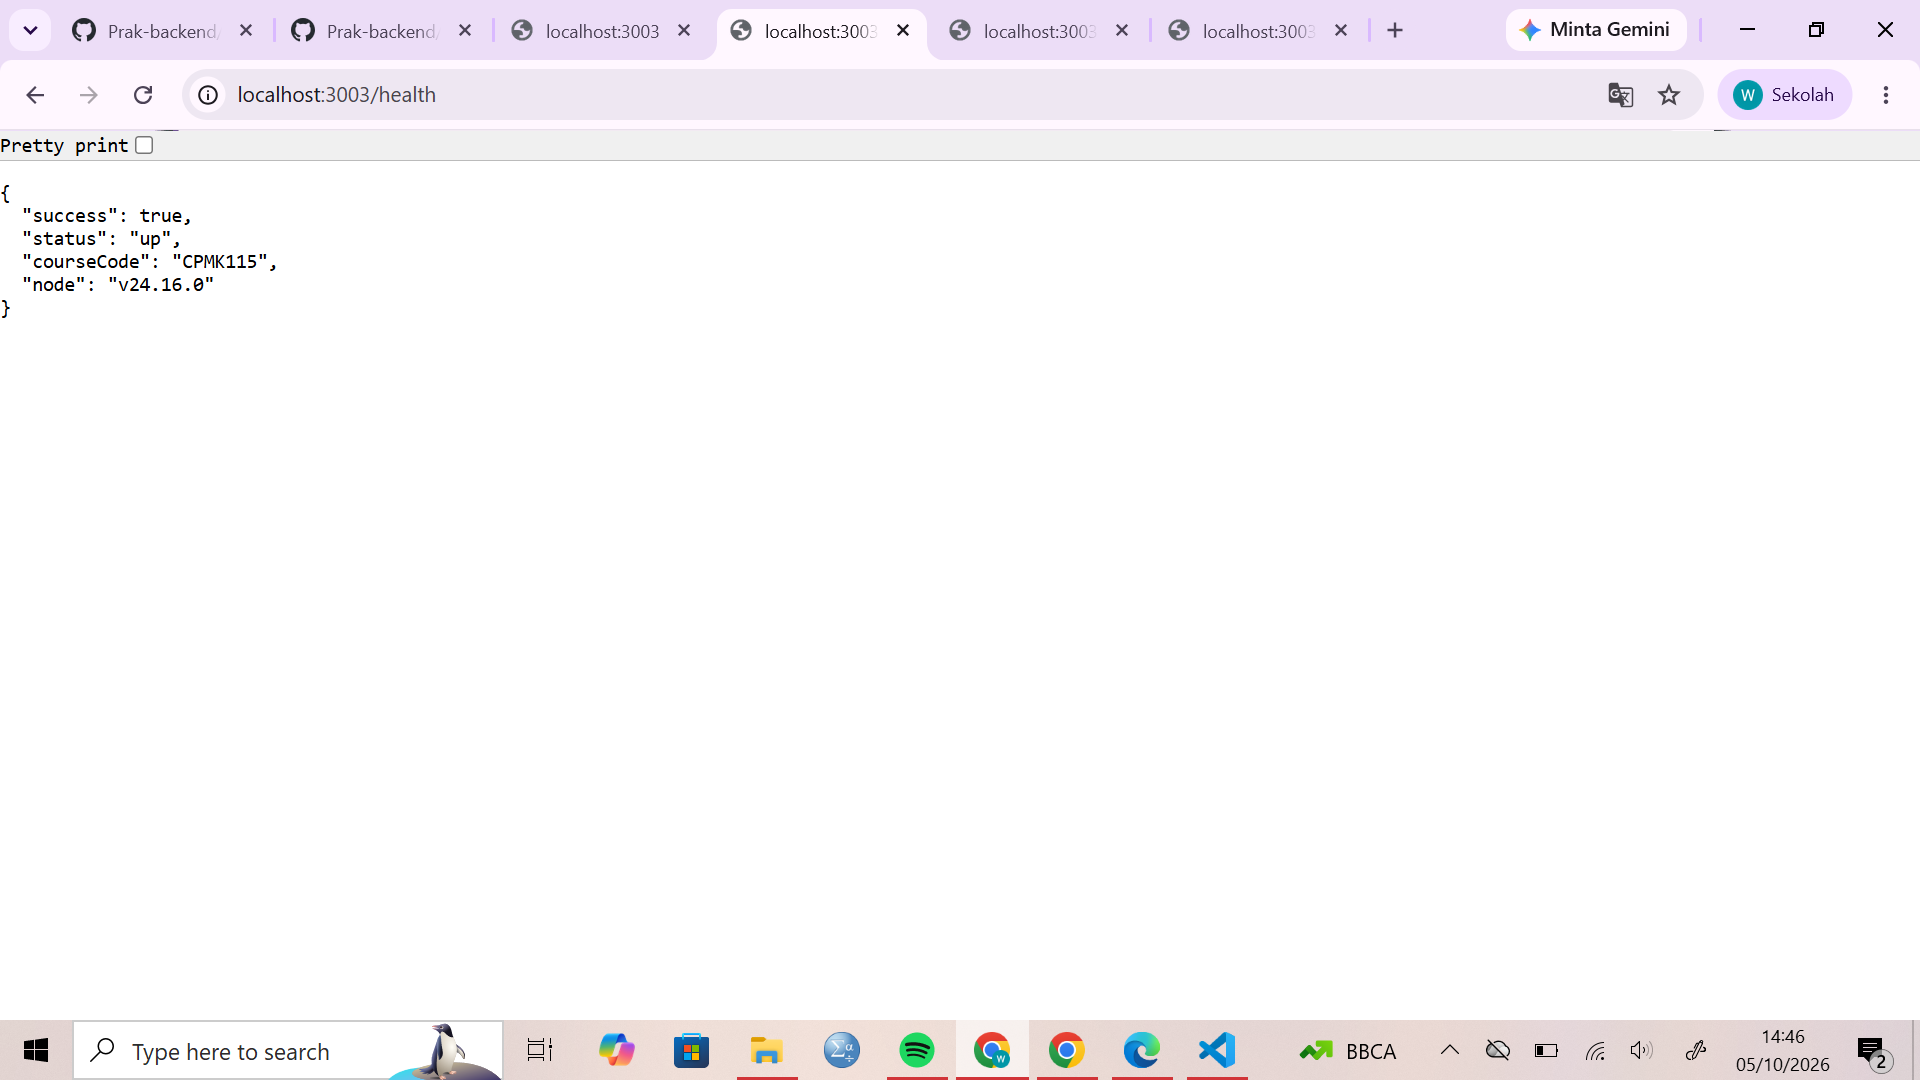 Prak-backend/
Prak-backend/
localhost:3003
localhost:3003
localhost:3003
localhost:3003
Minta Gemini
localhost:3003/health
W
Sekolah
Pretty print
{
  "success": true,
  "status": "up",
  "courseCode": "CPMK115",
  "node": "v24.16.0"
}
Type here to search
W
BBCA
14:46
05/10/2026
2